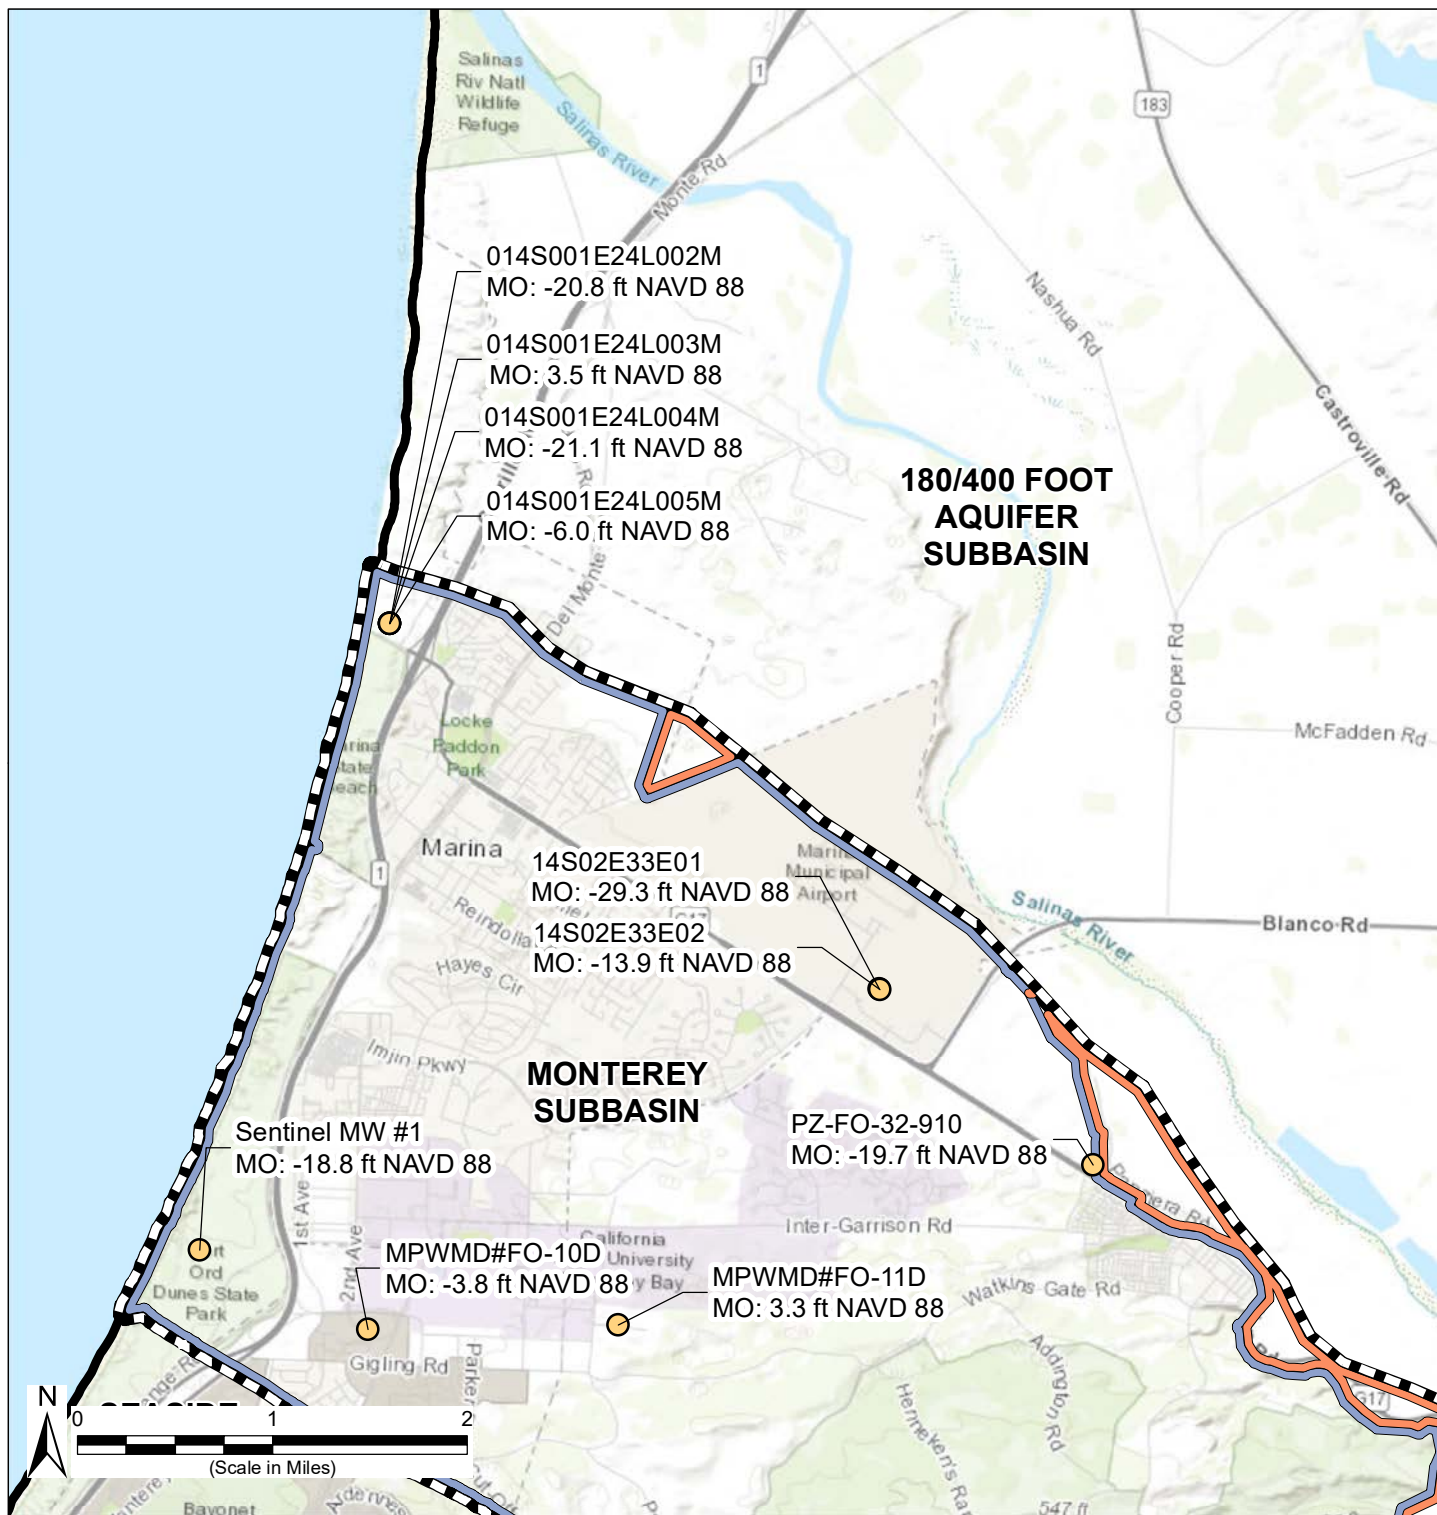 Salinas
Riv Natl
Wildlife
Refuge
1
183
Salinas River
Monte Rd
014S001E24L002M
MO: -20.8 ft NAVD 88
Nashua Rd
014S001E24L003M
MO: 3.5 ft NAVD 88
014S001E24L004M
MO: -21.1 ft NAVD 88
Castroville Rd
014S001E24L005M
MO: -6.0 ft NAVD 88
180/400 FOOT
AQUIFER
SUBBASIN
Del Monte
Cooper Rd
Locke
Paddon
Park
McFadden Rd
Marina
1
14S02E33E01
MO: -29.3 ft NAVD 88
Municipal
Airport
14S02E33E02
MO: -13.9 ft NAVD 88
Salinas River
Blanco Rd
Hayes Cir
Imjin Pkwy
MONTEREY
SUBBASIN
Sentinel MW #1
MO: -18.8 ft NAVD 88
PZ-FO-32-910
MO: -19.7 ft NAVD 88
1st Ave
2nd Ave
Inter-Garrison Rd
California
University
y Bay
MPWMD#FO-10D
MO: -3.8 ft NAVD 88
MPWMD#FO-11D
MO: 3.3 ft NAVD 88
Ord
Dunes State
Park
Watkins Gate Rd
Addington Rd
Gigling Rd
Parker
G17
N
0 1 2
(Scale in Miles)
Bayonet
547 ft